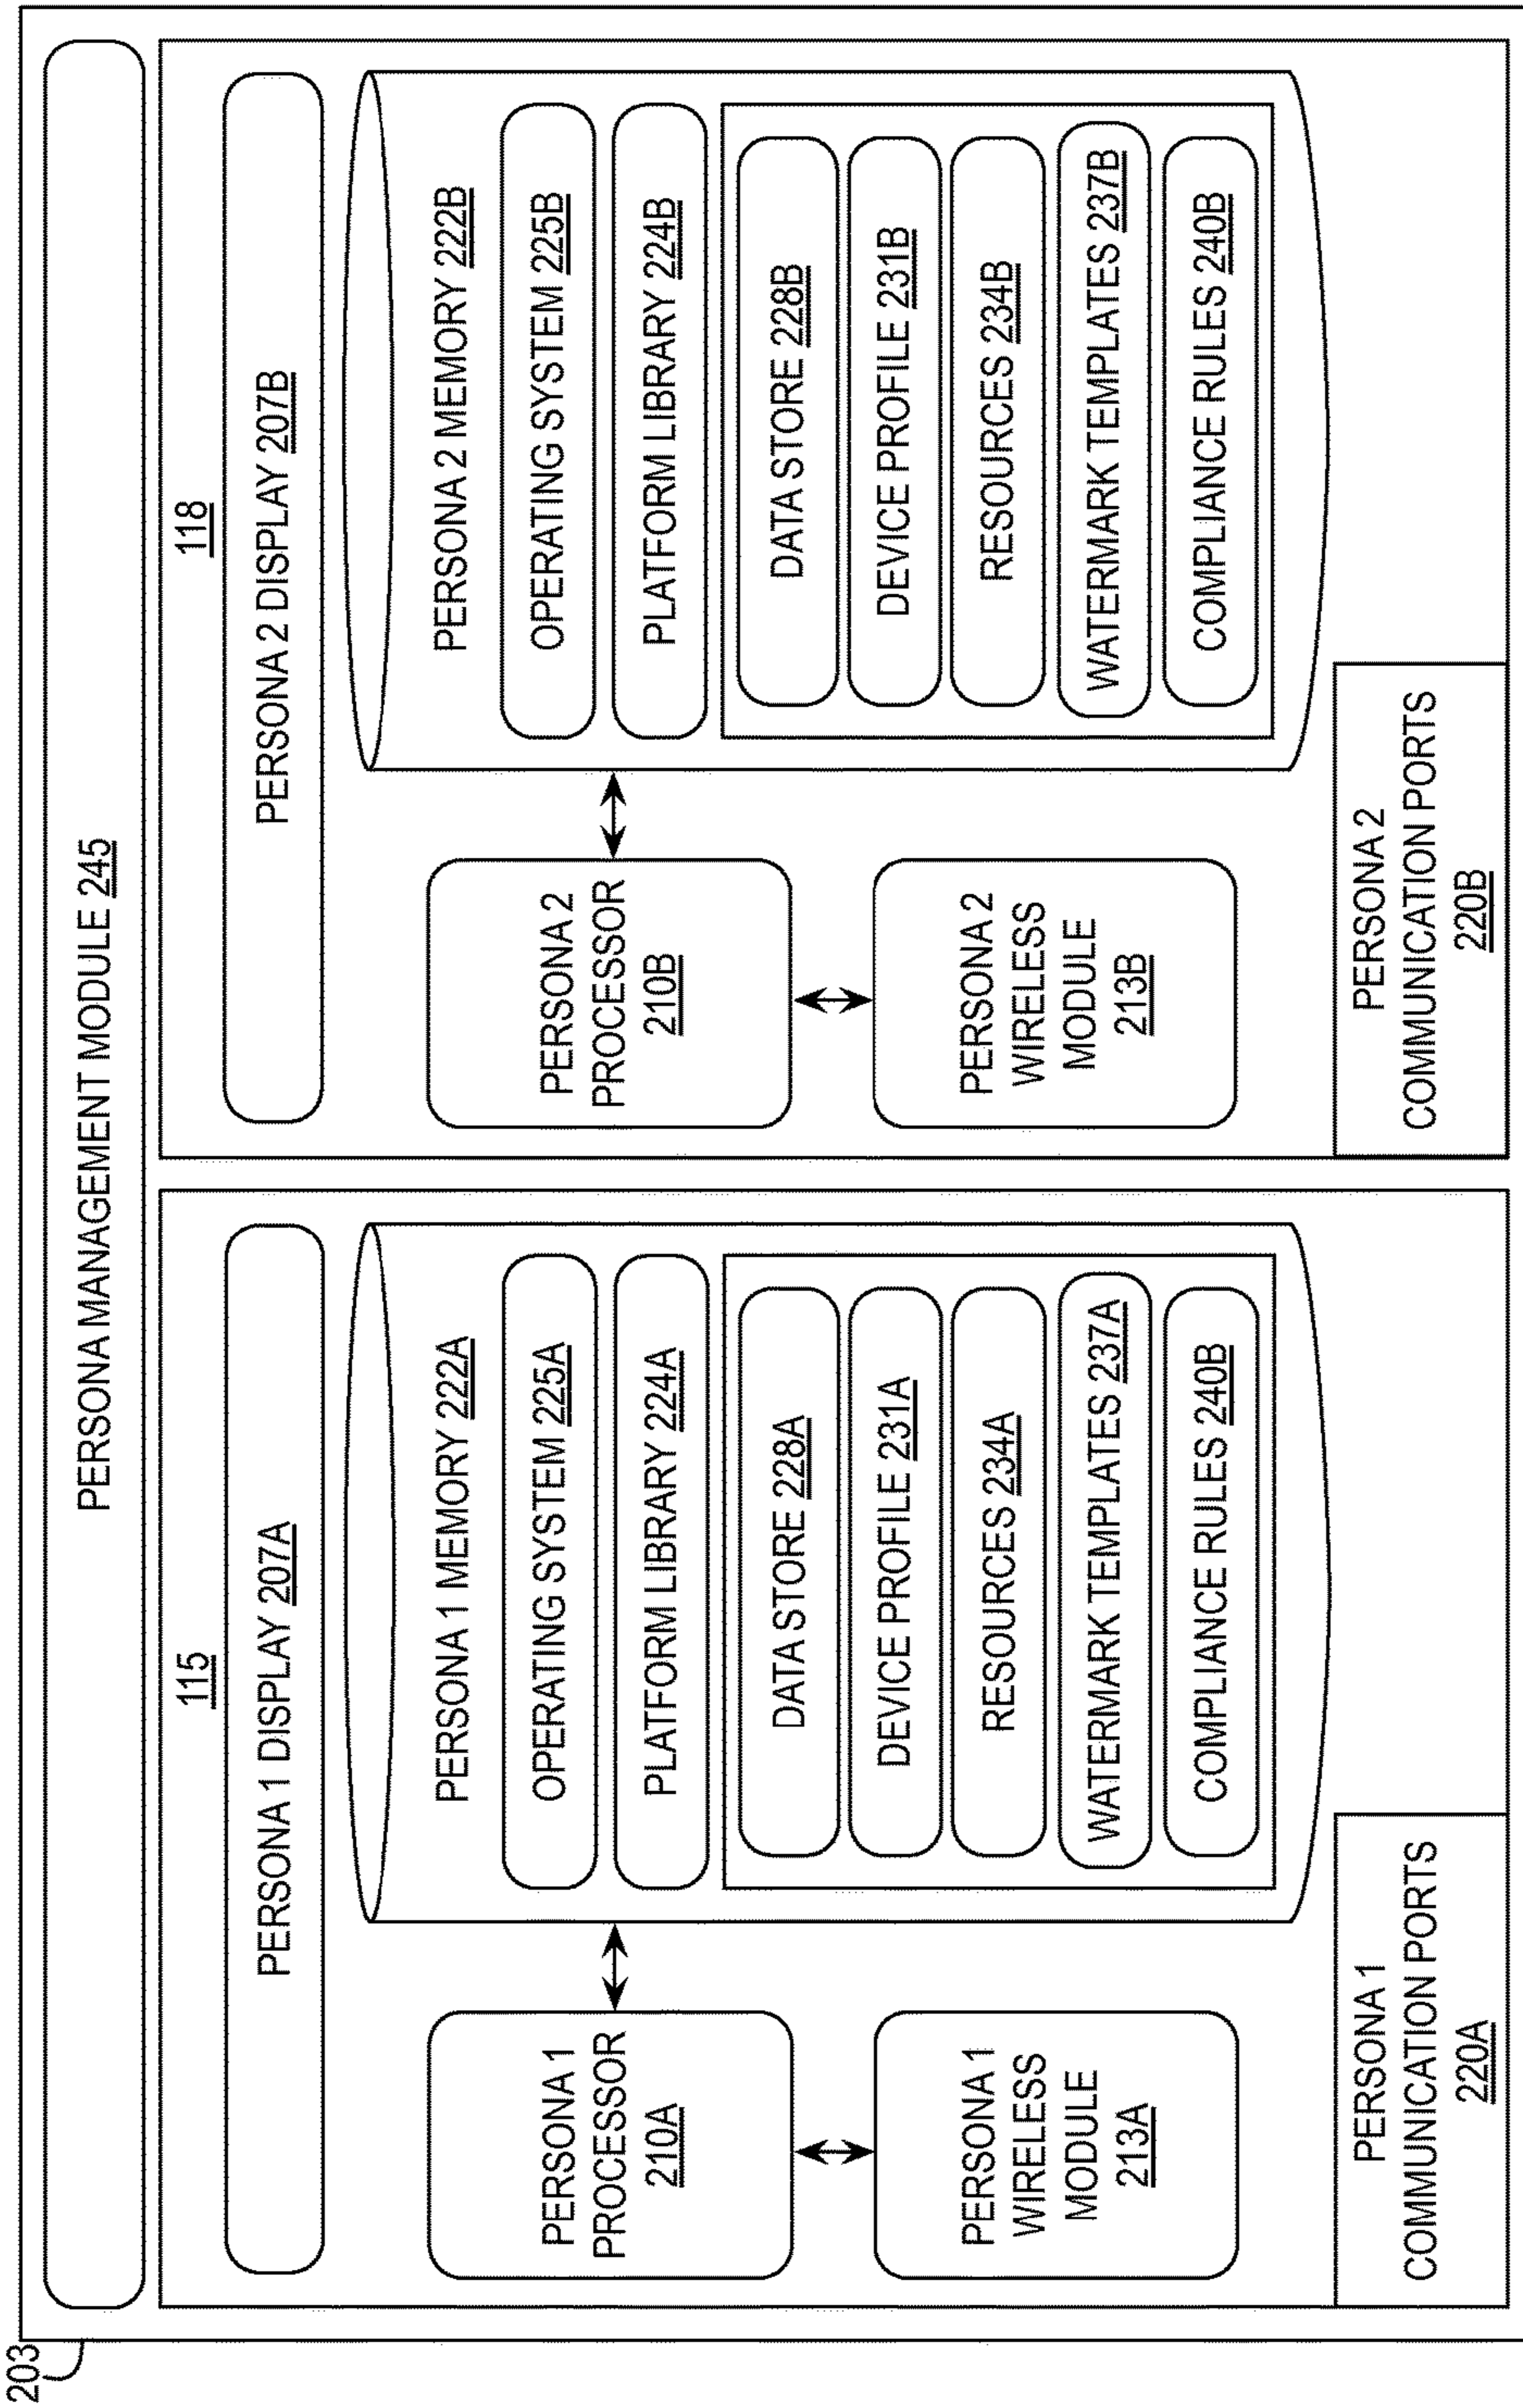 203
PERSONA MANAGEMENT MODULE 245
115
PERSONA 1 DISPLAY 207A
PERSONA 1
PROCESSOR
210A
PERSONA 1
WIRELESS
MODULE
213A
PERSONA 1 MEMORY 222A
OPERATING SYSTEM 225A
PLATFORM LIBRARY 224A
DATA STORE 228A
DEVICE PROFILE 231A
RESOURCES 234A
WATERMARK TEMPLATES 237A
COMPLIANCE RULES 240B
PERSONA 1
COMMUNICATION PORTS
220A
118
PERSONA 2 DISPLAY 207B
PERSONA 2
PROCESSOR
210B
PERSONA 2
WIRELESS
MODULE
213B
PERSONA 2 MEMORY 222B
OPERATING SYSTEM 225B
PLATFORM LIBRARY 224B
DATA STORE 228B
DEVICE PROFILE 231B
RESOURCES 234B
WATERMARK TEMPLATES 237B
COMPLIANCE RULES 240B
PERSONA 2
COMMUNICATION PORTS
220B